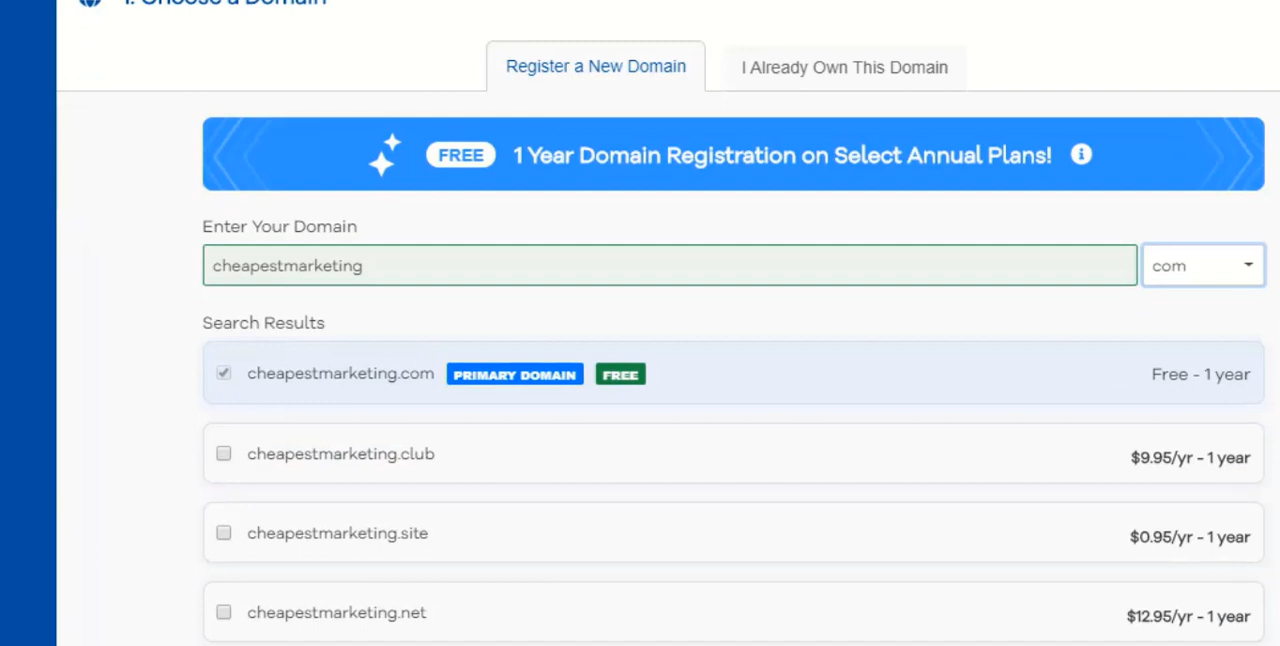 1. Choose a Domain
Register a New Domain
I Already Own This Domain
FREE 1 Year Domain Registration on Select Annual Plans!
Enter Your Domain
cheapestmarketing com
Search Results
cheapestmarketing.com PRIMARY DOMAIN FREE Free - 1 year
cheapestmarketing.club $9.95/yr - 1 year
cheapestmarketing.site $0.95/yr - 1 year
cheapestmarketing.net $12.95/yr - 1 year